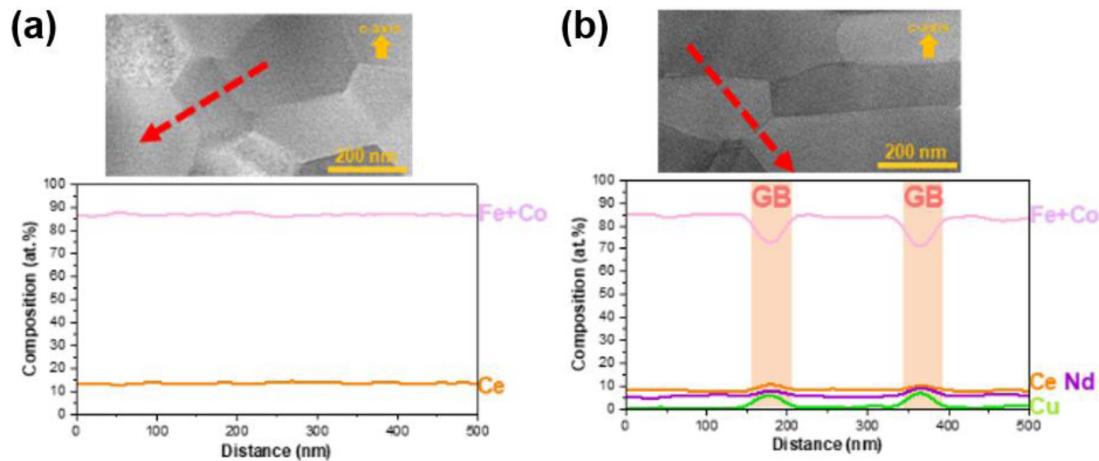 (a)
c-axis
200 nm
100
90
80
70
60
50
40
30
20
10
0
Composition (at.%)
Fe+Co
Ce
0 100 200 300 400 500
Distance (nm)
(b)
c-axis
200 nm
100
90
80
70
60
50
40
30
20
10
0
Composition (at.%)
GB GB
Fe+Co
Ce Nd
Cu
0 100 200 300 400 500
Distance (nm)